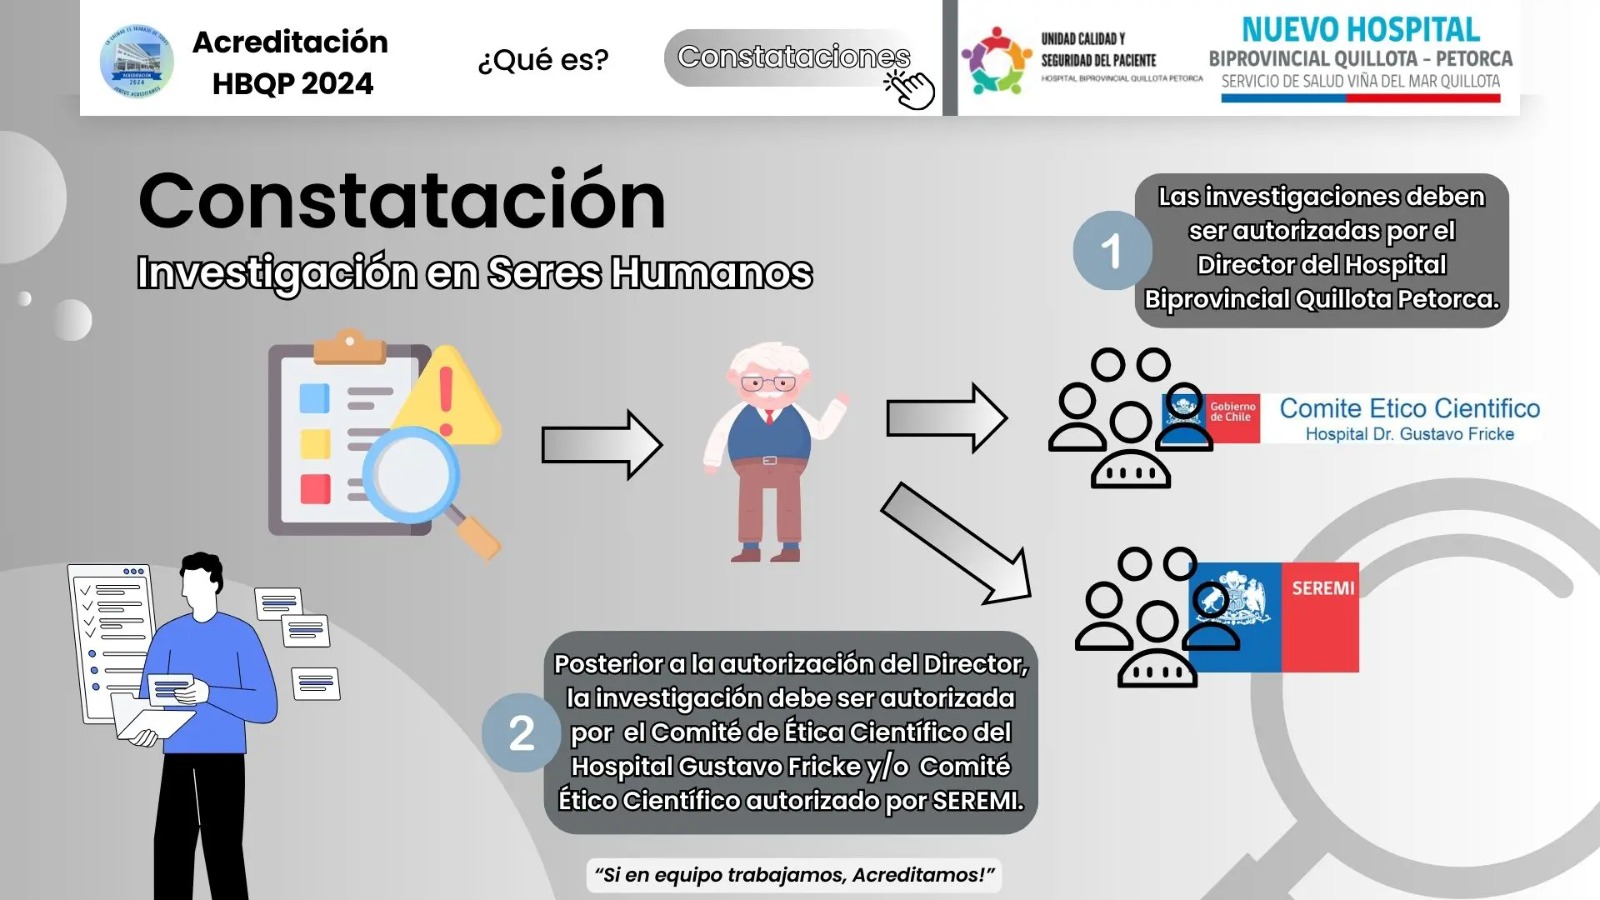 Acreditación
HBQP 2024
¿Qué es?
Constataciones
UNIDAD CALIDAD Y
SEGURIDAD DEL PACIENTE
HOSPITAL BIPROVINCIAL QUILLOTA PETORCA
NUEVO HOSPITAL
BIPROVINCIAL QUILLOTA - PETORCA
SERVICIO DE SALUD VIÑA DEL MAR QUILLOTA
Constatación
Investigación en Seres Humanos
1
Las investigaciones deben
ser autorizadas por el
Director del Hospital
Biprovincial Quillota Petorca.
Gobierno
de Chile
Comite Etico Cientifico
Hospital Dr. Gustavo Fricke
SEREMI
2
Posterior a la autorización del Director,
la investigación debe ser autorizada
por el Comité de Ética Científico del
Hospital Gustavo Fricke y/o Comité
Ético Científico autorizado por SEREMI.
“Si en equipo trabajamos, Acreditamos!”